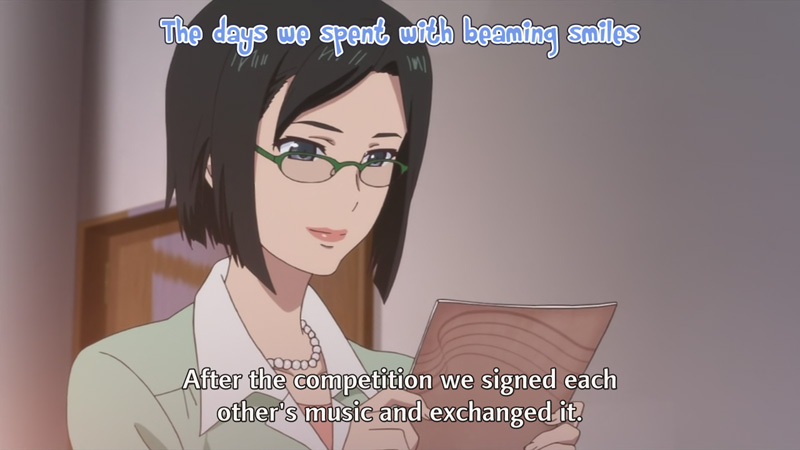 The days we spent with beaming smiles
After the competition we signed each
other's music and exchanged it.